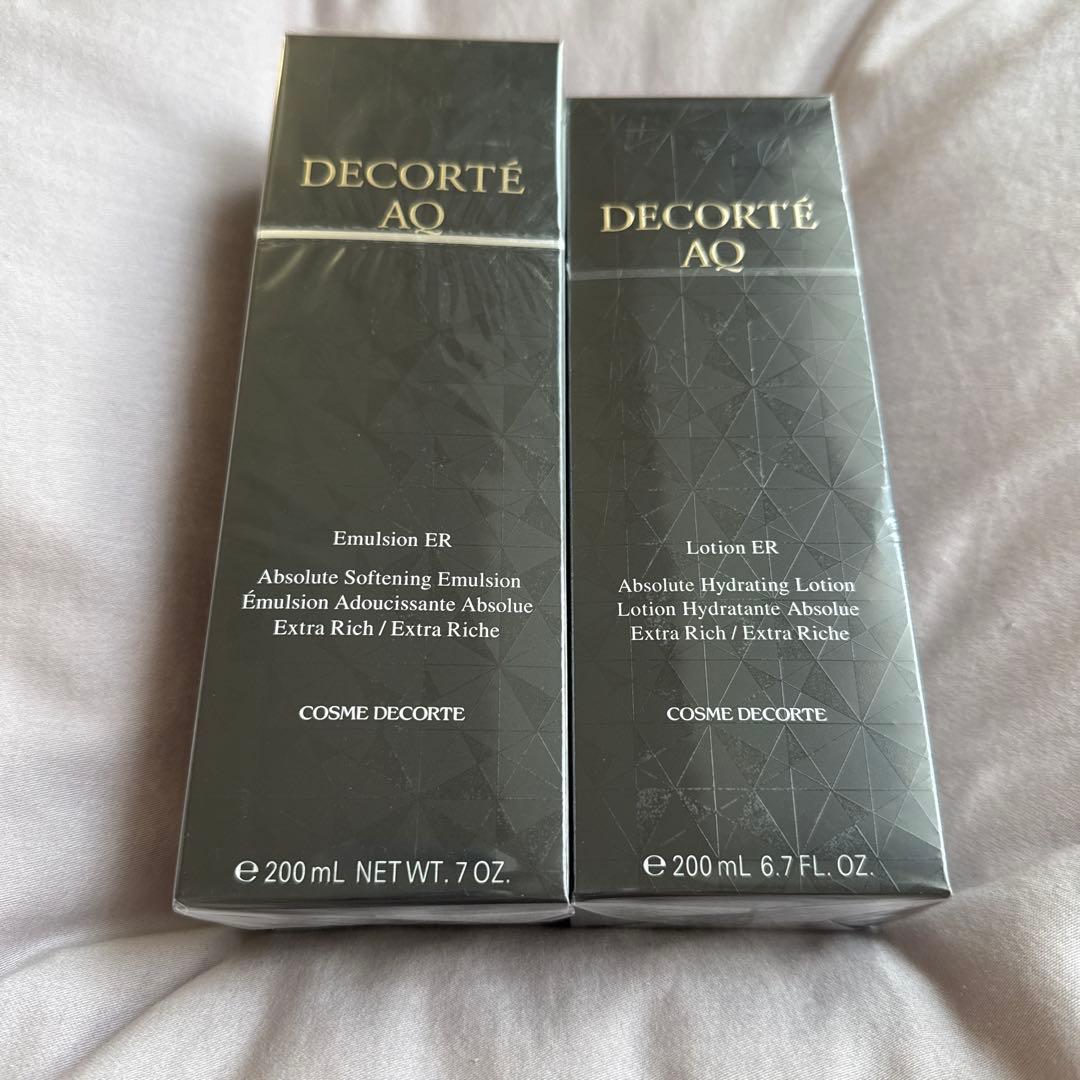 DECORTÉ
AQ
Emulsion ER
Absolute Softening Emulsion
Émulsion Adoucissante Absolue
Extra Rich / Extra Riche
COSME DECORTE
℮ 200 mL NET WT. 7 OZ.
DECORTÉ
AQ
Lotion ER
Absolute Hydrating Lotion
Lotion Hydratante Absolue
Extra Rich / Extra Riche
COSME DECORTE
℮ 200 mL 6.7 FL. OZ.